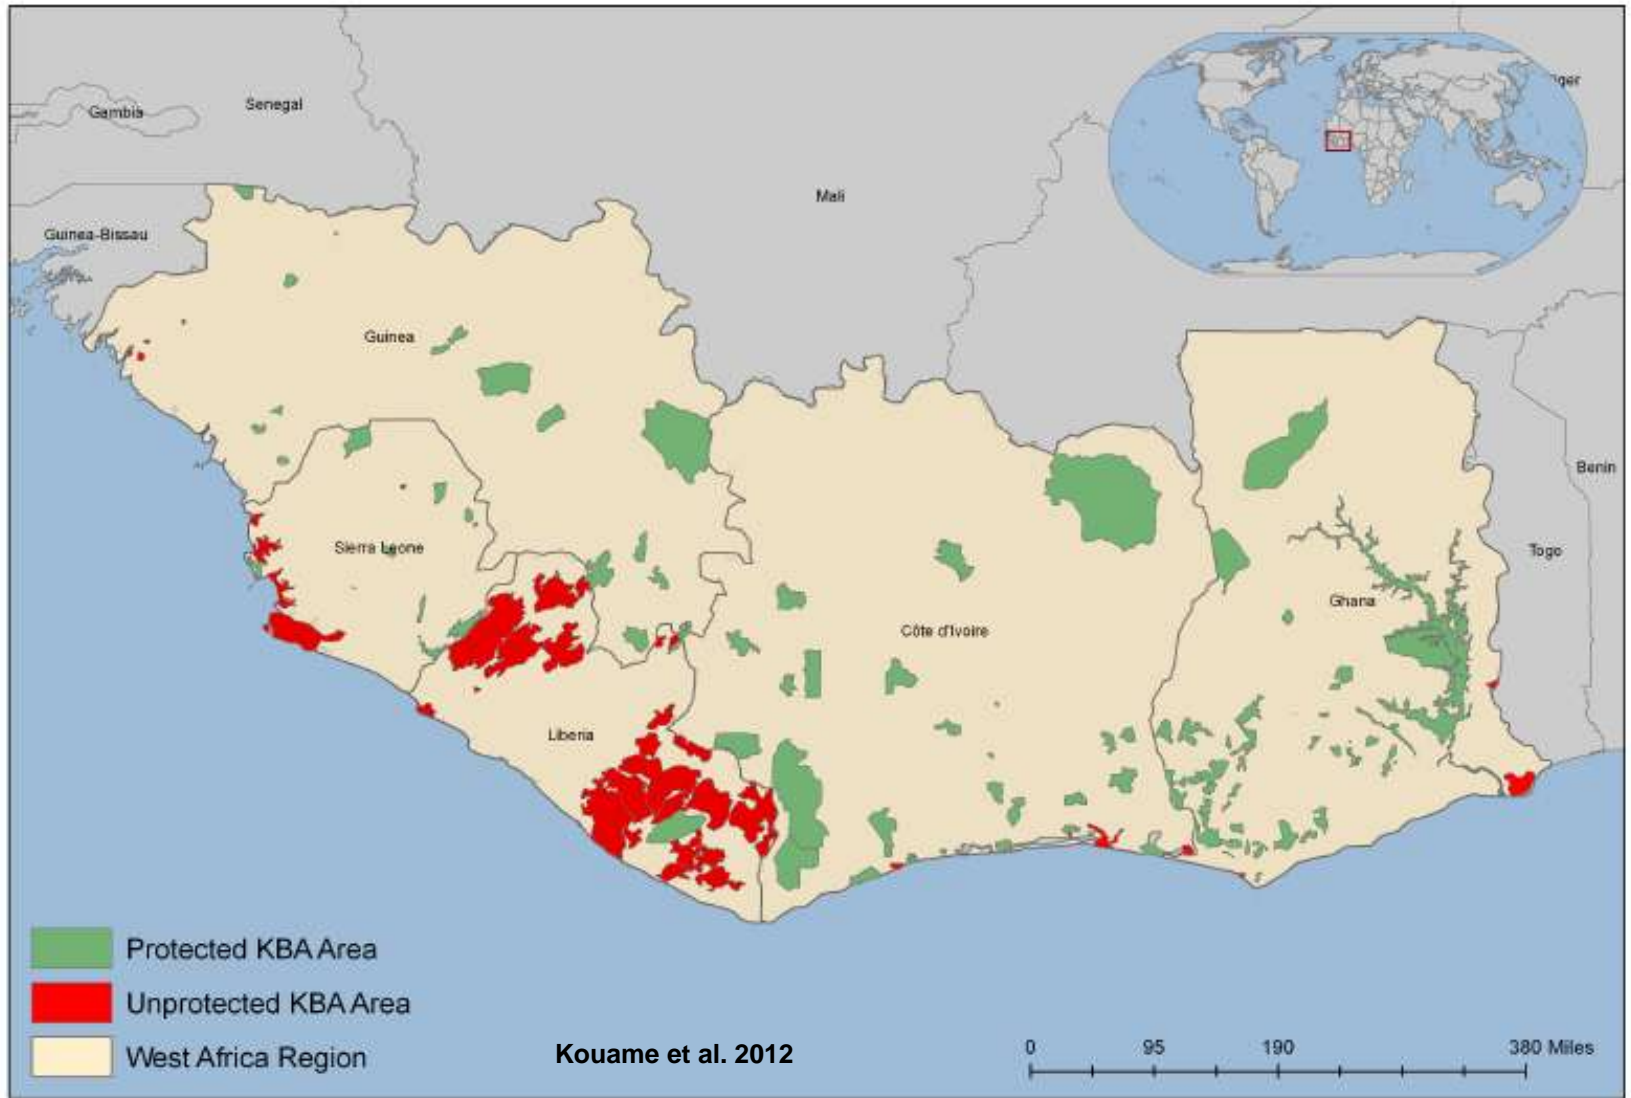 Gambia
Senegal
Mali
Guinea-Bissau
Guinea
Sierra Leone
Liberia
Côte d'Ivoire
Ghana
Togo
Benin
Protected KBA Area
Unprotected KBA Area
West Africa Region
Kouame et al. 2012
0 95 190 380 Miles